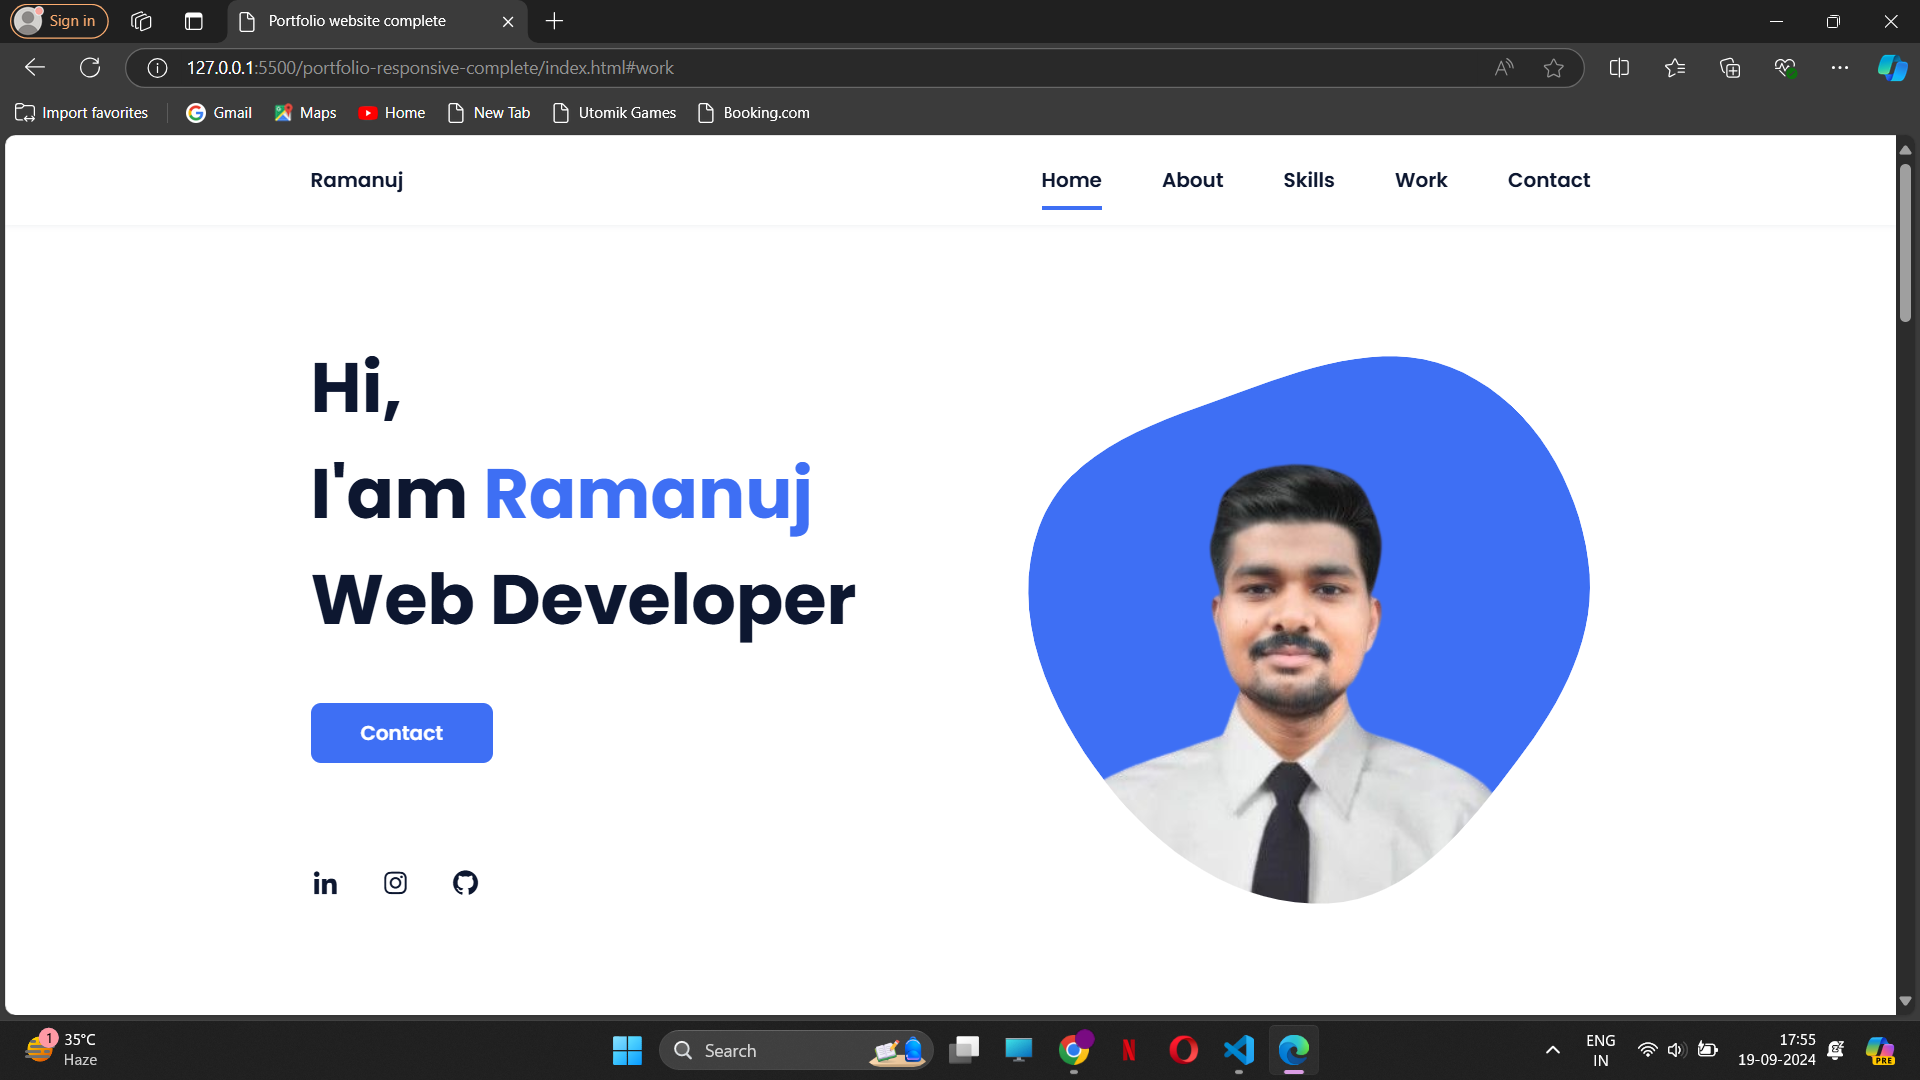 Sign in
Portfolio website complete
127.0.0.1:5500/portfolio-responsive-complete/index.html#work
Import favorites
Gmail
Maps
Home
New Tab
Utomik Games
Booking.com
Ramanuj
Home
About
Skills
Work
Contact
Hi,
I'am Ramanuj
Web Developer
Contact
in
1
35°C
Haze
Search
N
ENG
IN
17:55
19-09-2024
PRE